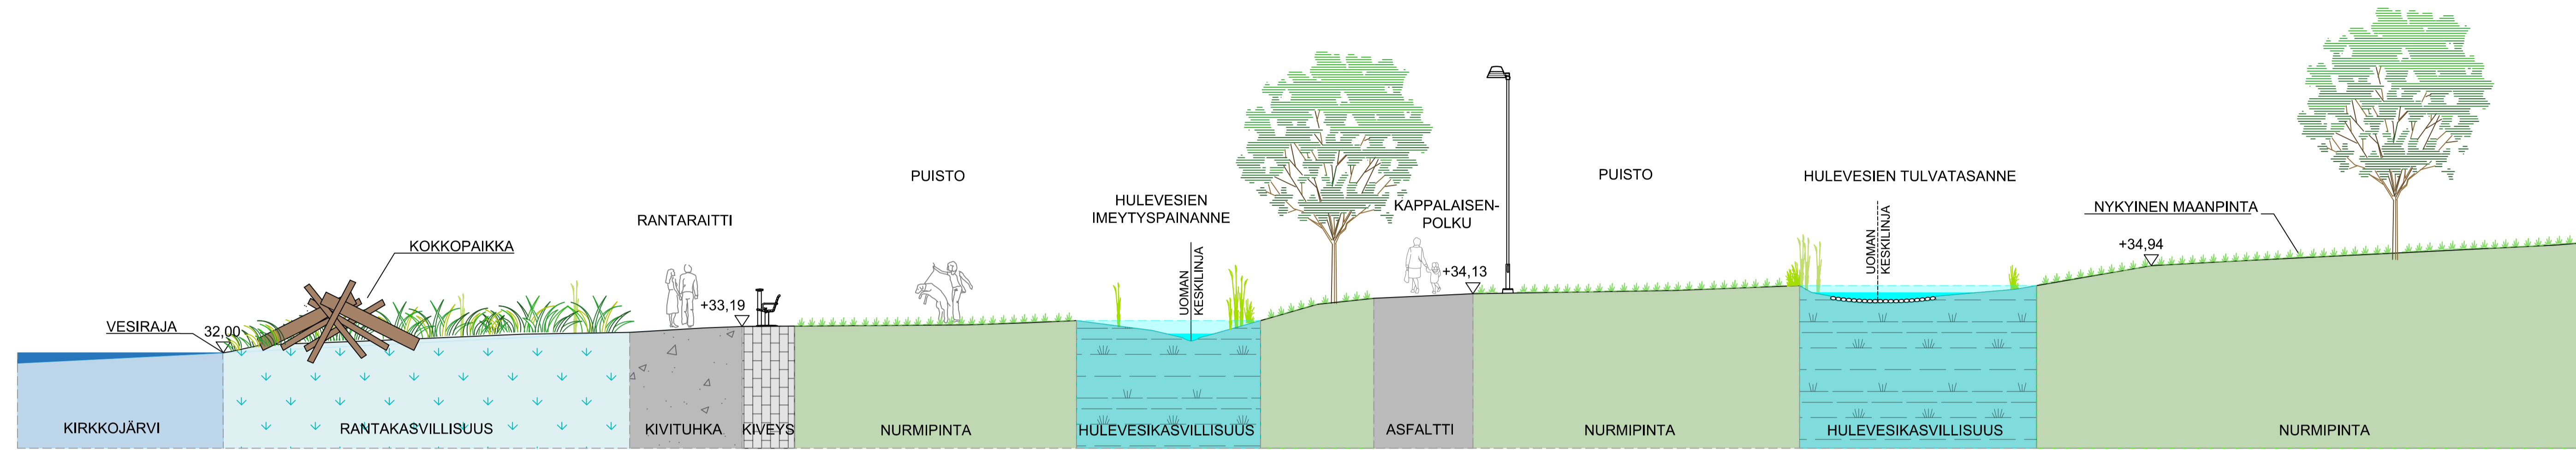 VESIRAJA
32,00
KOKKOPAIKKA
RANTARAITTI
+33,19
PUISTO
HULEVESIEN
IMEYTYSPAINANNE
UOMAN
KESKILINJA
KAPPALAISEN-
POLKU
+34,13
PUISTO
HULEVESIEN TULVATASANNE
UOMAN
KESKILINJA
+34,94
NYKYINEN MAANPINTA
KIRKKOJÄRVI
RANTAKASVILLISUUS
KIVITUHKA
KIVEYS
NURMIPINTA
HULEVESIKASVILLISUUS
ASFALTTI
NURMIPINTA
HULEVESIKASVILLISUUS
NURMIPINTA